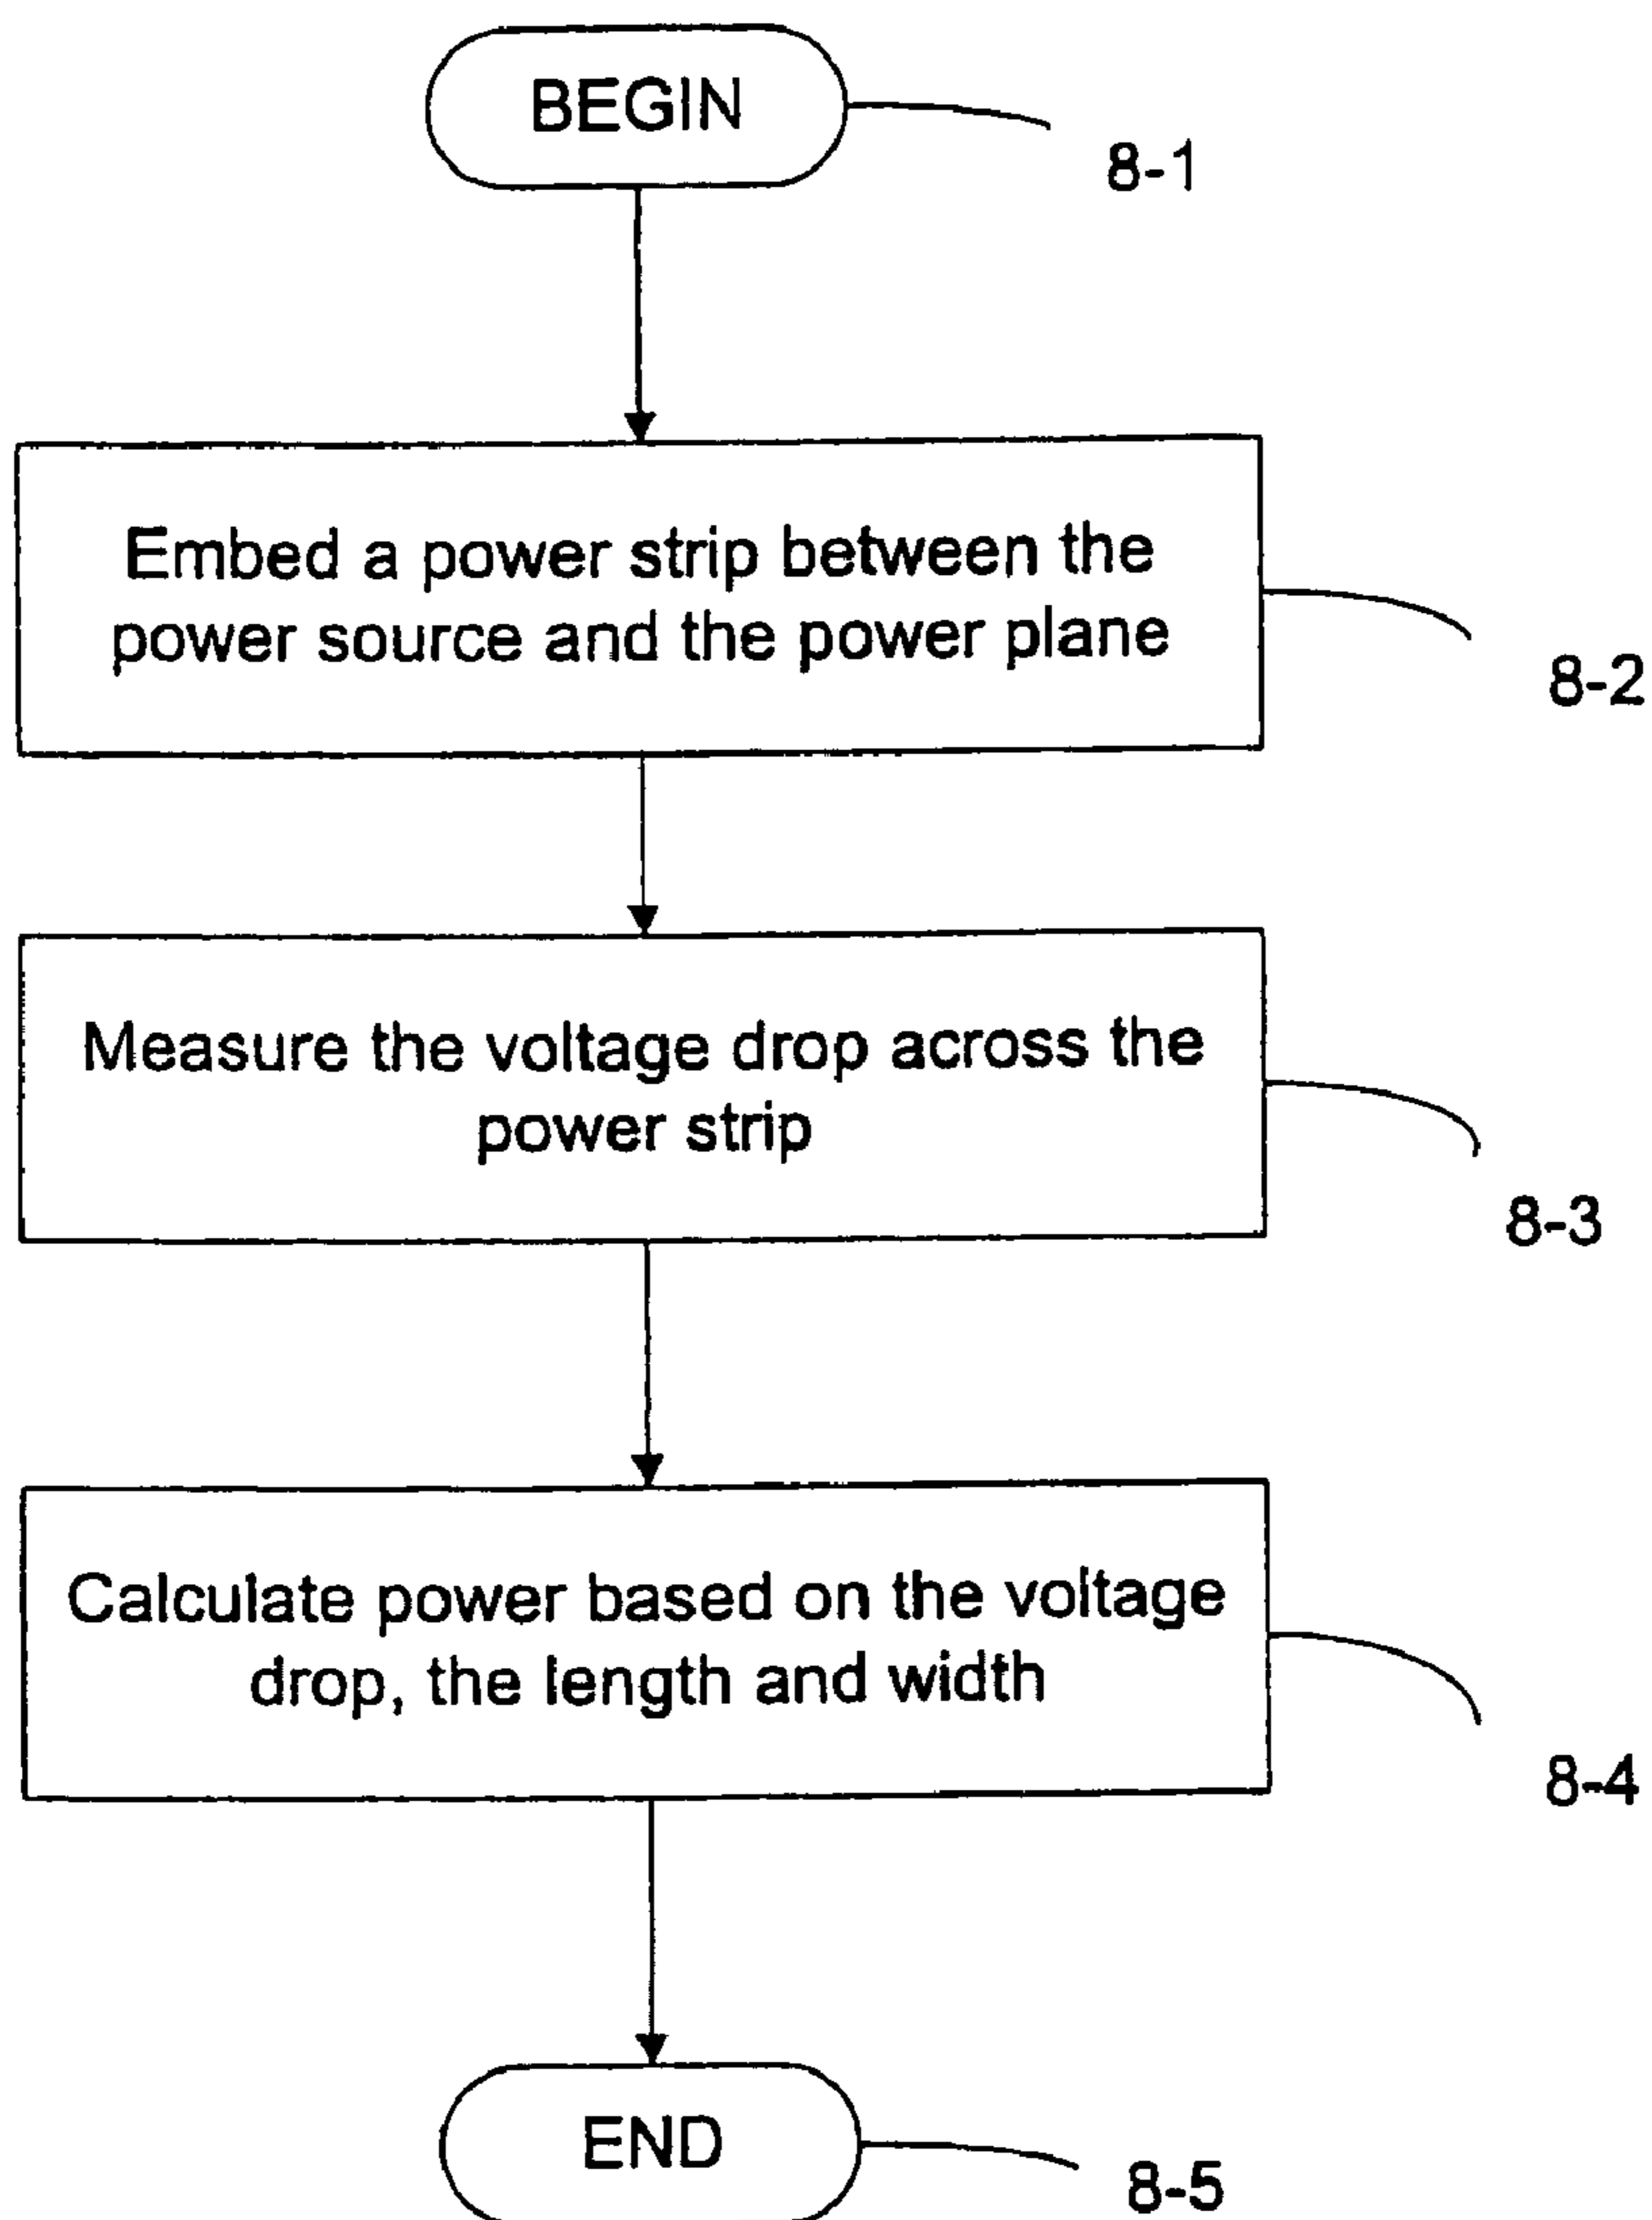 BEGIN
8-1
Embed a power strip between the
power source and the power plane
8-2
Measure the voltage drop across the
power strip
8-3
Calculate power based on the voltage
drop, the length and width
8-4
END
8-5